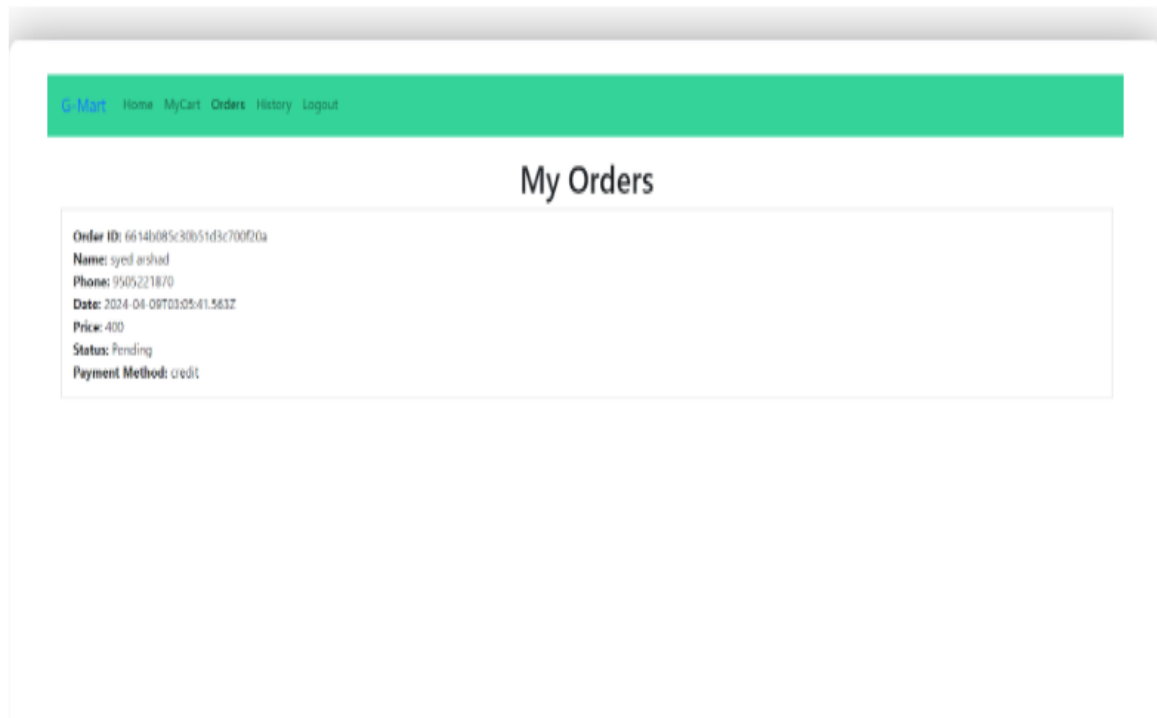 G-Mart Home MyCart Orders History Logout
My Orders
Order ID: 6614b085c30b51d3c700f20a
Name: syed arshad
Phone: 9505221870
Date: 2024-04-09T03:05:41.563Z
Price: 400
Status: Pending
Payment Method: credit